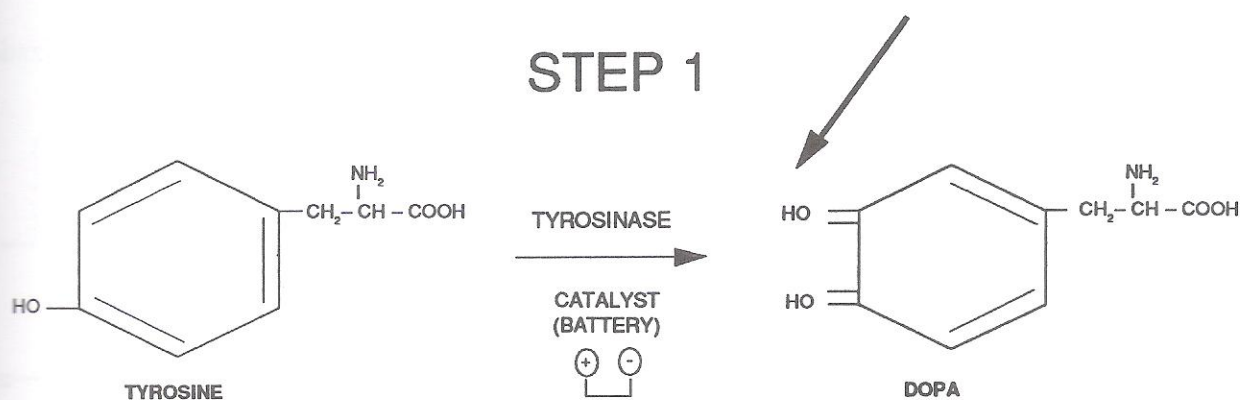 STEP 1
NH₂
CH₂-CH-COOH
HO
TYROSINE
TYROSINASE
CATALYST
(BATTERY)
+ -
NH₂
HO
CH₂-CH-COOH
HO
DOPA